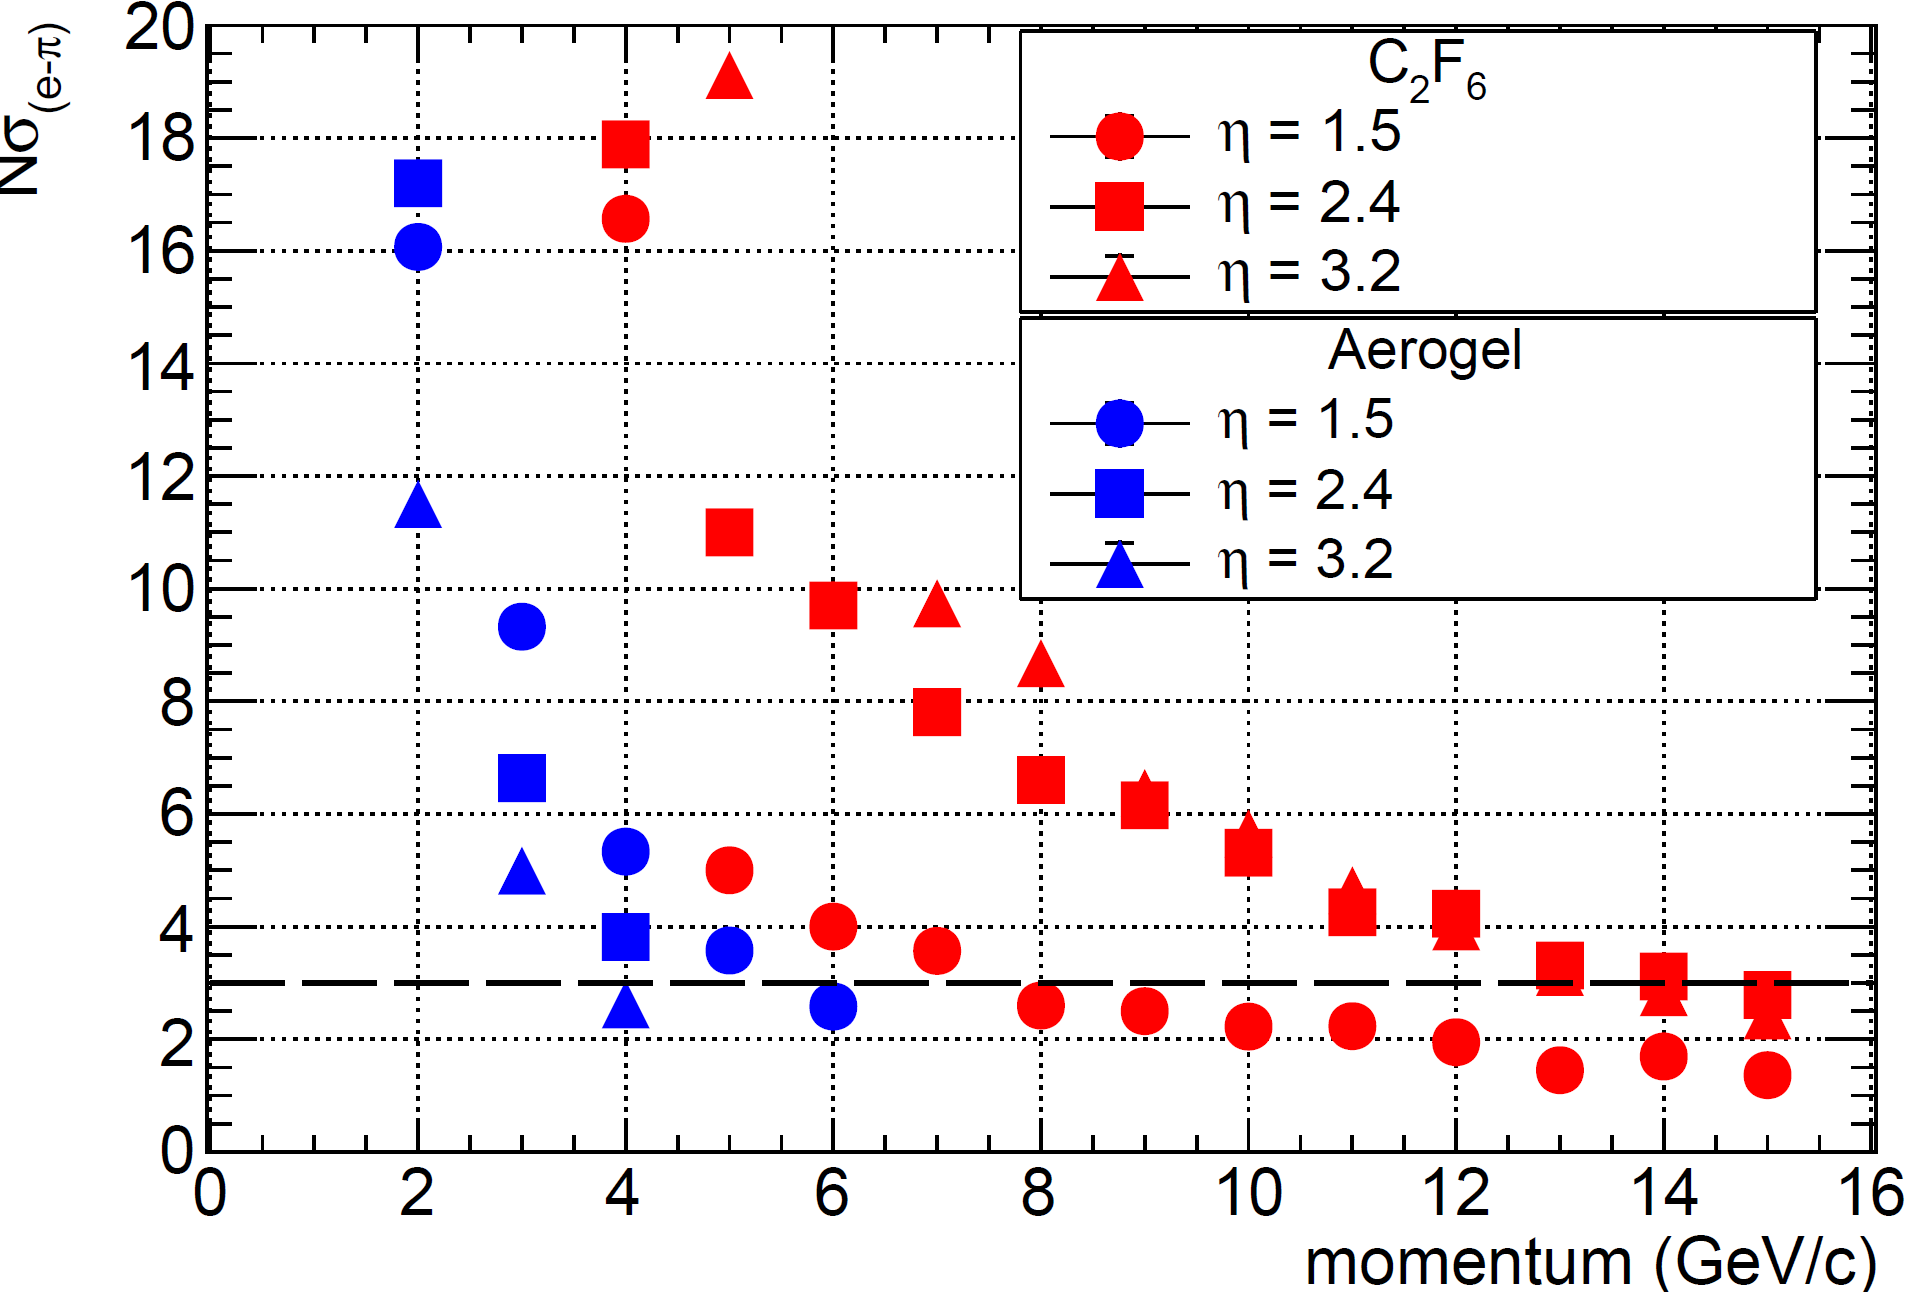 Nσ(e-π)
20
18
16
14
12
10
8
6
4
2
0
C2F6
η = 1.5
η = 2.4
η = 3.2
Aerogel
η = 1.5
η = 2.4
η = 3.2
0 2 4 6 8 10 12 14 16
momentum (GeV/c)